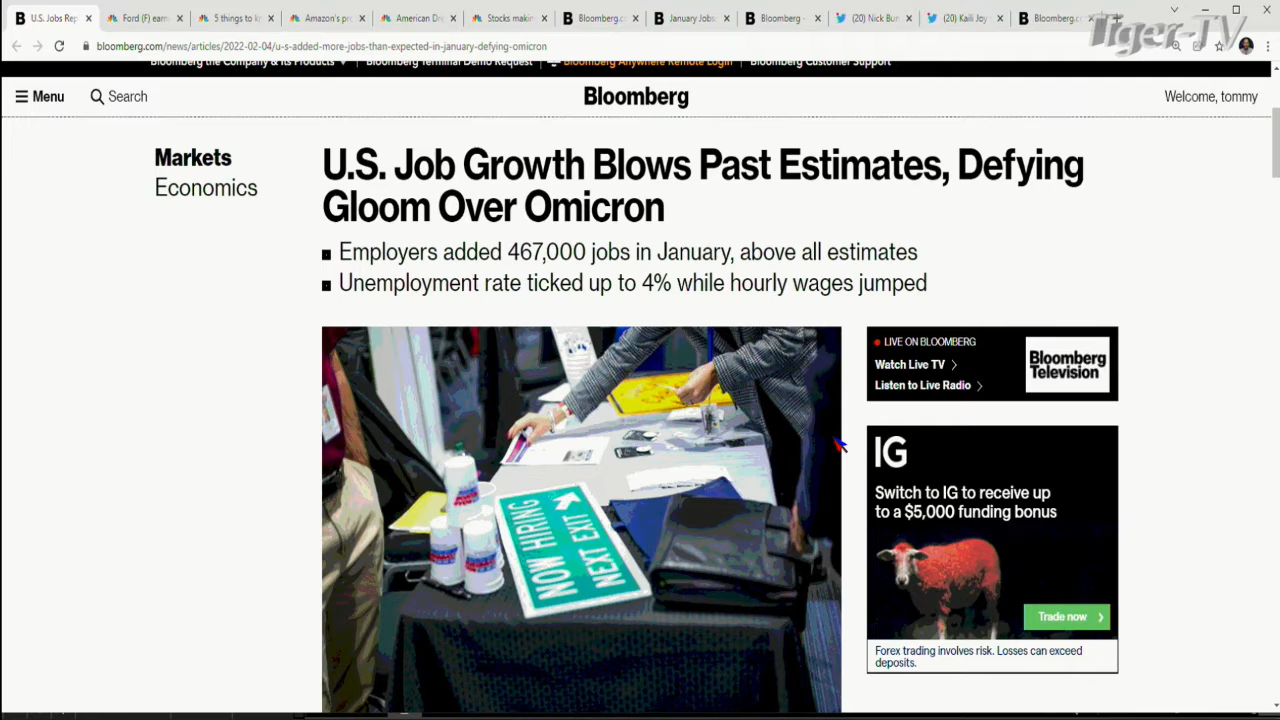 U.S. Jobs Rep
Ford (F) earn
5 things to k
Amazon's pr
American Dr
Stocks makin
Bloomberg.c
January Jobs
Bloomberg -
(20) Nick Bun
(20) Kaili Joy
Bloomberg.c
Tiger-TV
bloomberg.com/news/articles/2022-02-04/u-s-added-more-jobs-than-expected-in-january-defying-omicron
Bloomberg the Company & Its Products
Bloomberg Terminal Demo Request
Bloomberg Anywhere Remote Login
Bloomberg Customer Support
Menu
Search
Bloomberg
Welcome, tommy
Markets
Economics
U.S. Job Growth Blows Past Estimates, Defying
Gloom Over Omicron
Employers added 467,000 jobs in January, above all estimates
Unemployment rate ticked up to 4% while hourly wages jumped
NOW HIRING
NEXT EXIT
LIVE ON BLOOMBERG
Watch Live TV
Listen to Live Radio
Bloomberg
Television
IG
Switch to IG to receive up
to a $5,000 funding bonus
Trade now
Forex trading involves risk. Losses can exceed
deposits.